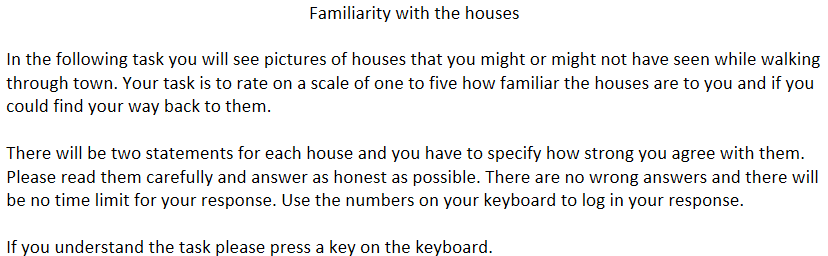 Familiarity with the houses
In the following task you will see pictures of houses that you might or might not have seen while walking
through town. Your task is to rate on a scale of one to five how familiar the houses are to you and if you
could find your way back to them.
There will be two statements for each house and you have to specify how strong you agree with them.
Please read them carefully and answer as honest as possible. There are no wrong answers and there will
be no time limit for your response. Use the numbers on your keyboard to log in your response.
If you understand the task please press a key on the keyboard.